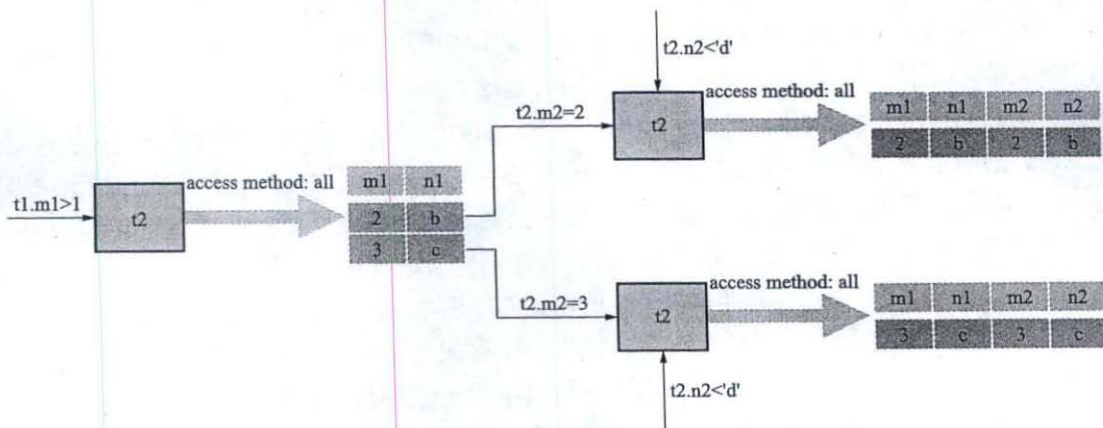 t1.m1>1
t2
access method: all
m1 n1
2 b
3 c
t2.m2=2
t2.n2<'d'
t2
access method: all
m1 n1 m2 n2
2 b 2 b
t2.m2=3
t2
t2.n2<'d'
access method: all
m1 n1 m2 n2
3 c 3 c